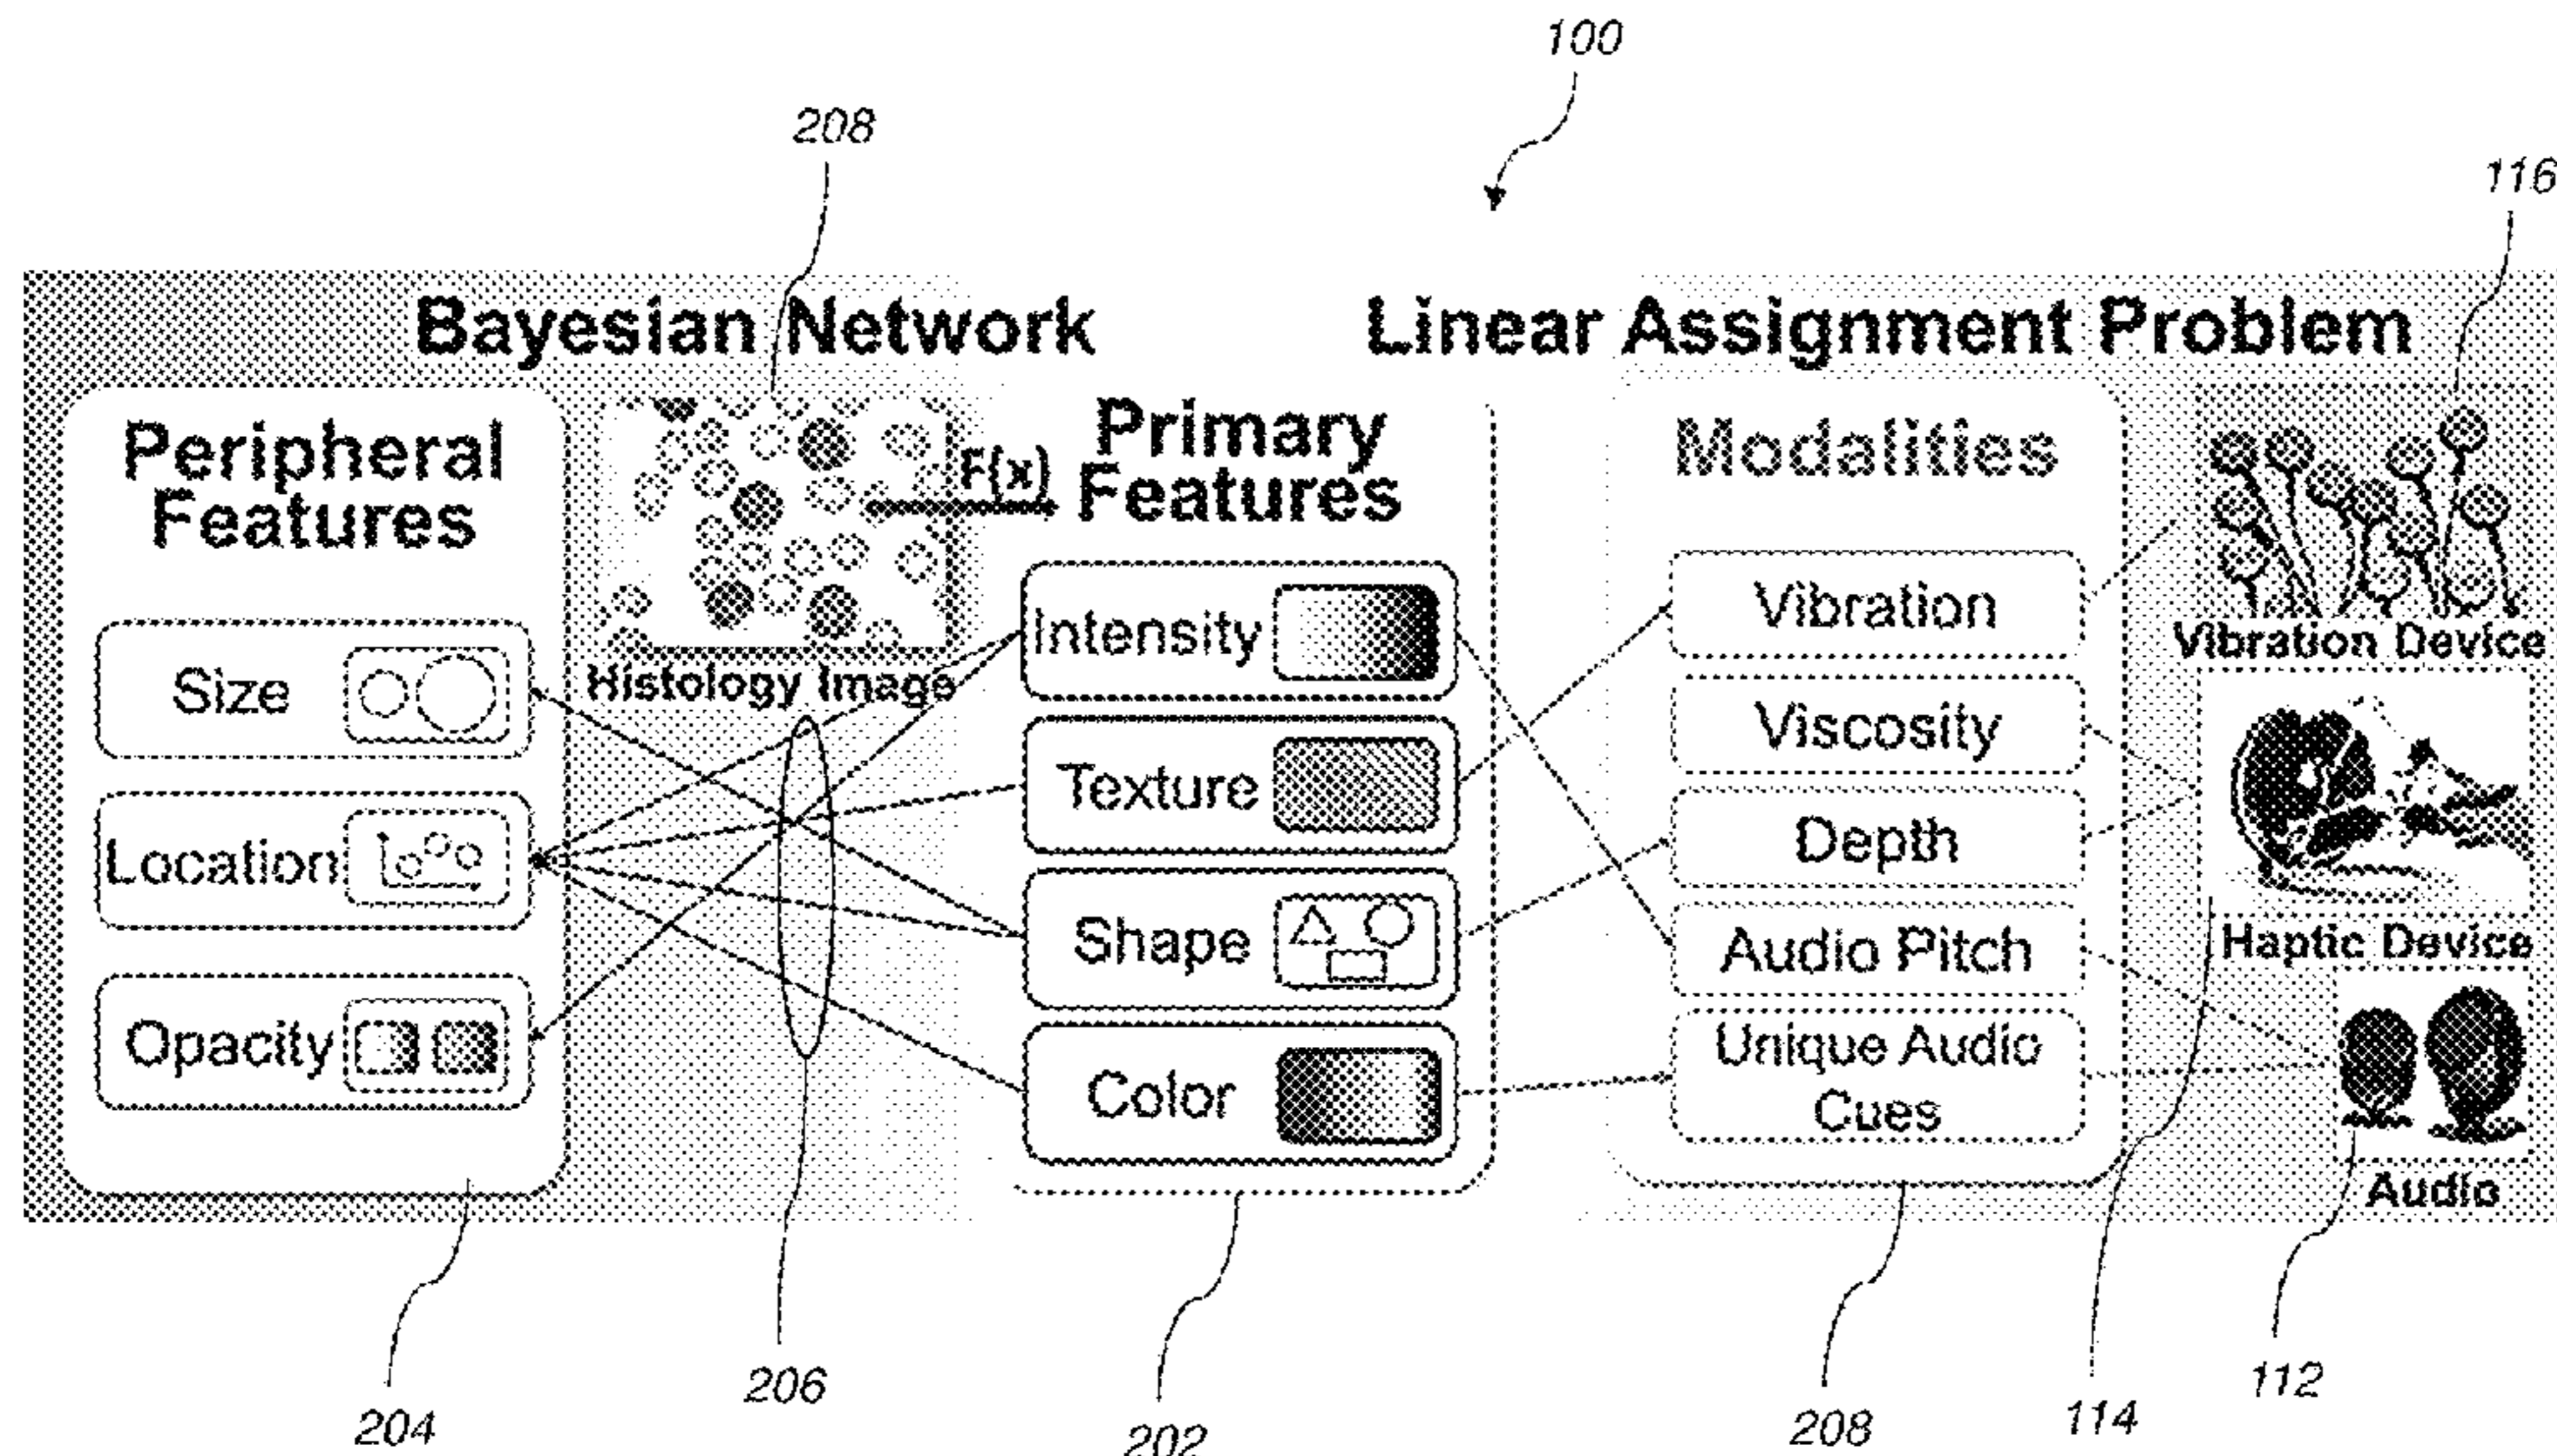 100
208
116
Bayesian Network
Linear Assignment Problem
Peripheral
Features
F(x)
Primary
Features
Modalities
Histology Image
Size
Location
Opacity
Intensity
Texture
Shape
Color
Vibration
Viscosity
Depth
Audio Pitch
Unique Audio
Cues
Vibration Device
Haptic Device
Audio
204
206
202
208
114
112